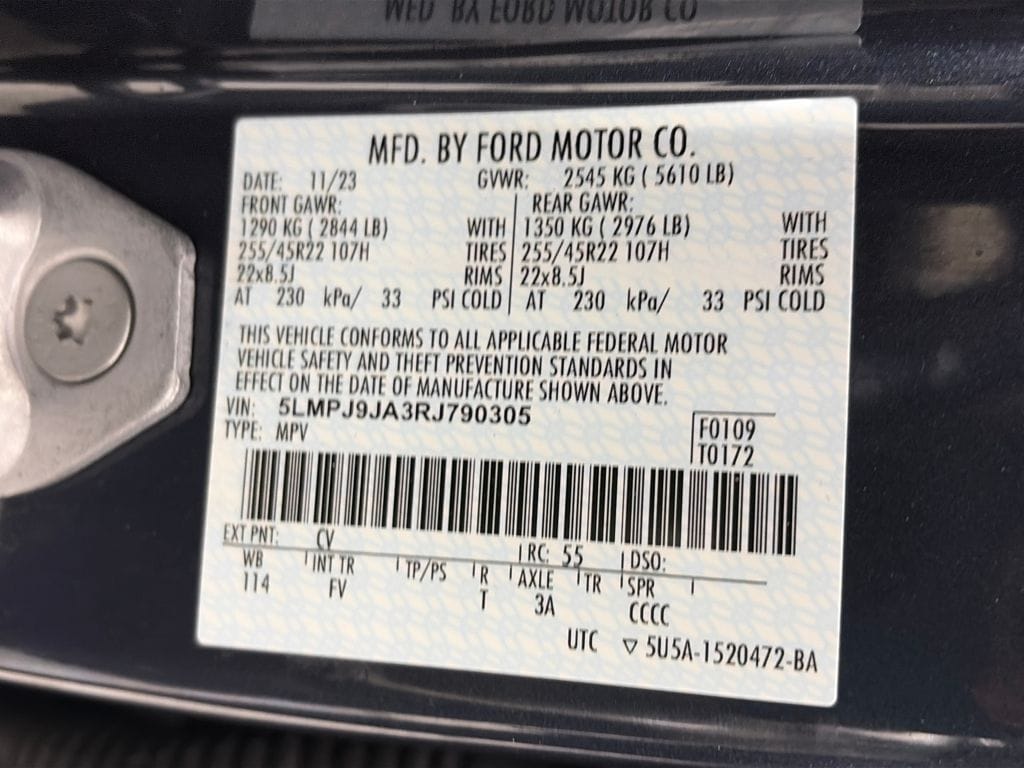 MFD. BY FORD MOTOR CO
MFD. BY FORD MOTOR CO.
DATE: 11/23 GVWR: 2545 KG ( 5610 LB)
FRONT GAWR: REAR GAWR:
1290 KG ( 2844 LB) WITH 1350 KG ( 2976 LB) WITH
255/45R22 107H TIRES 255/45R22 107H TIRES
22x8.5J RIMS 22x8.5J RIMS
AT 230 kPa/ 33 PSI COLD AT 230 kPa/ 33 PSI COLD
THIS VEHICLE CONFORMS TO ALL APPLICABLE FEDERAL MOTOR
VEHICLE SAFETY AND THEFT PREVENTION STANDARDS IN
EFFECT ON THE DATE OF MANUFACTURE SHOWN ABOVE.
VIN: 5LMPJ9JA3RJ790305
TYPE: MPV
F0109
T0172
EXT PNT: CV RC: 55 DSO:
WB INT TR TP/PS R AXLE TR SPR
114 FV T 3A CCCC
UTC ▽ 5U5A-1520472-BA